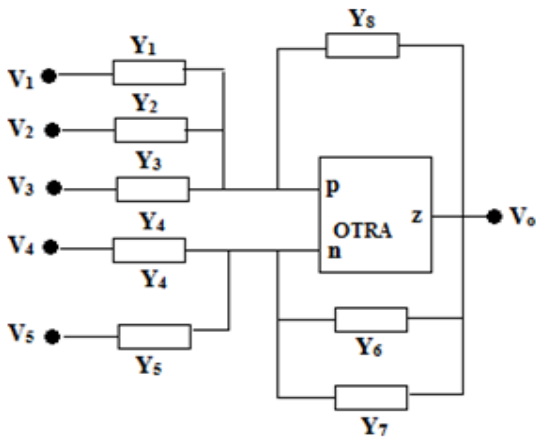 Y₈
Y₁
V₁
Y₂
V₂
Y₃
V₃
p
z
Vₒ
OTRA
Y₄
V₄
n
Y₄
V₅
Y₅
Y₆
Y₇